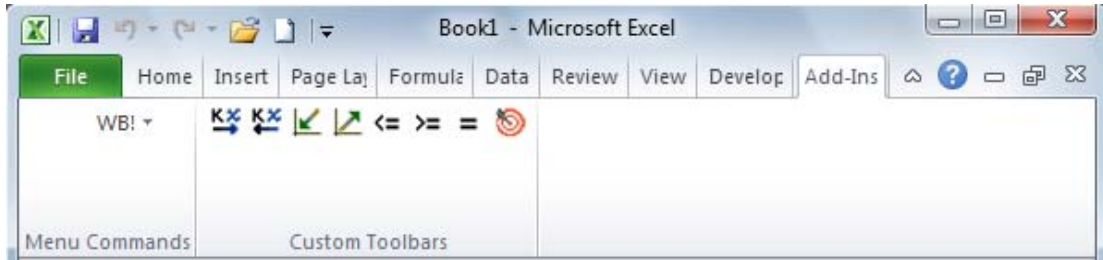 Book1 - Microsoft Excel
File Home Insert Page Lay Formula Data Review View Develop Add-Ins
WB! <= >= =
Menu Commands Custom Toolbars